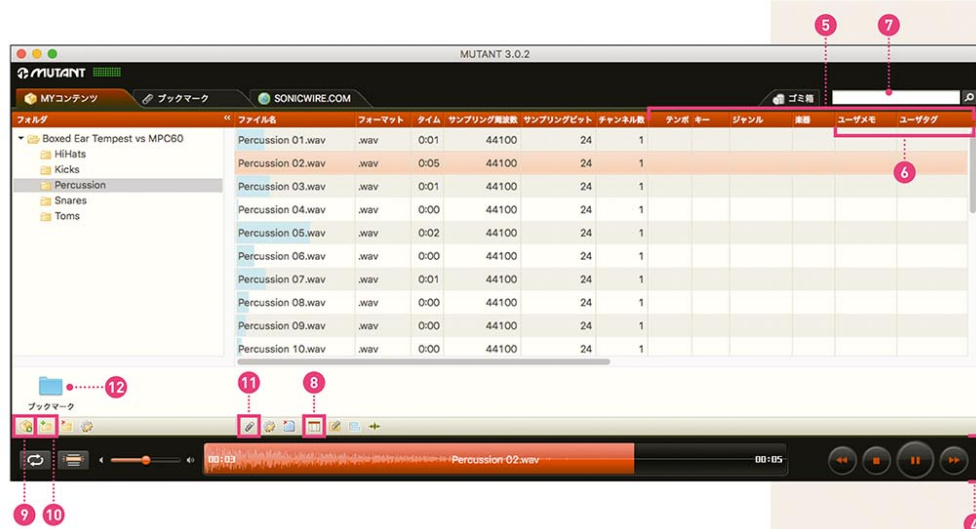 5 7
MUTANT 3.0.2
MUTANT
MYコンテンツ ブックマーク SONICWIRE.COM ゴミ箱
フォルダ « ファイル名 フォーマット タイム サンプリング周波数 サンプリングビット チャンネル数 テンポ キー ジャンル 楽器 ユーザメモ ユーザタグ
Boxed Ear Tempest vs MPC60
HiHats
Kicks
Percussion
Snares
Toms
Percussion 01.wav .wav 0:01 44100 24 1
Percussion 02.wav .wav 0:05 44100 24 1
6
Percussion 03.wav .wav 0:01 44100 24 1
Percussion 04.wav .wav 0:00 44100 24 1
Percussion 05.wav .wav 0:02 44100 24 1
Percussion 06.wav .wav 0:00 44100 24 1
Percussion 07.wav .wav 0:01 44100 24 1
Percussion 08.wav .wav 0:00 44100 24 1
Percussion 09.wav .wav 0:00 44100 24 1
Percussion 10.wav .wav 0:00 44100 24 1
12 11 8
ブックマーク
00:03 Percussion 02.wav 00:05
9 10